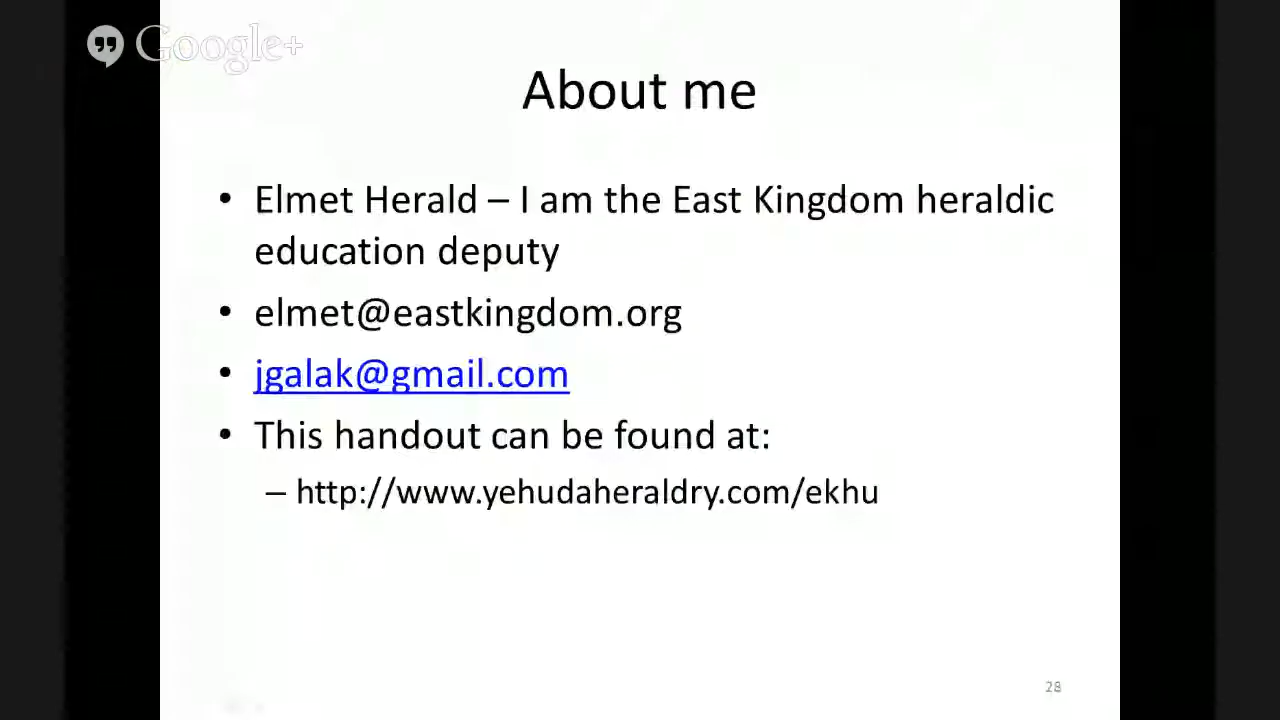 Google+
About me
• Elmet Herald – I am the East Kingdom heraldic
education deputy
• elmet@eastkingdom.org
• jgalak@gmail.com
• This handout can be found at:
– http://www.yehudaheraldry.com/ekhu
28